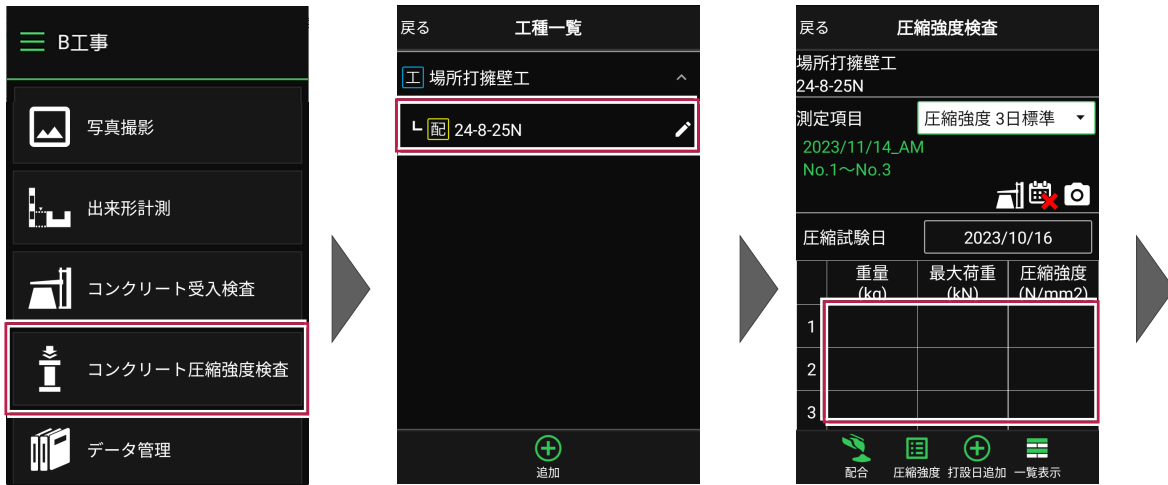 B工事
写真撮影
出来形計測
コンクリート受入検査
コンクリート圧縮強度検査
データ管理
戻る 工種一覧
工 場所打擁壁工
配 24-8-25N
追加
戻る 圧縮強度検査
場所打擁壁工
24-8-25N
測定項目 圧縮強度 3日標準
2023/11/14_AM
No.1～No.3
圧縮試験日 2023/10/16
重量 最大荷重 圧縮強度
(kg) (kN) (N/mm2)
1
2
3
配合 圧縮強度 打設日追加 一覧表示